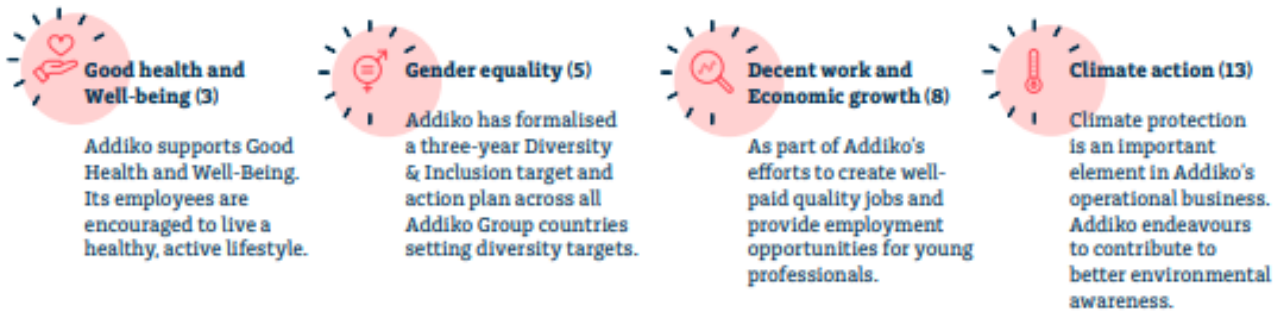 Good health and
Well-being (3)
Addiko supports Good
Health and Well-Being.
Its employees are
encouraged to live a
healthy, active lifestyle.
Gender equality (5)
Addiko has formalised
a three-year Diversity
& Inclusion target and
action plan across all
Addiko Group countries
setting diversity targets.
Decent work and
Economic growth (8)
As part of Addiko's
efforts to create well-
paid quality jobs and
provide employment
opportunities for young
professionals.
Climate action (13)
Climate protection
is an important
element in Addiko's
operational business.
Addiko endeavours
to contribute to
better environmental
awareness.